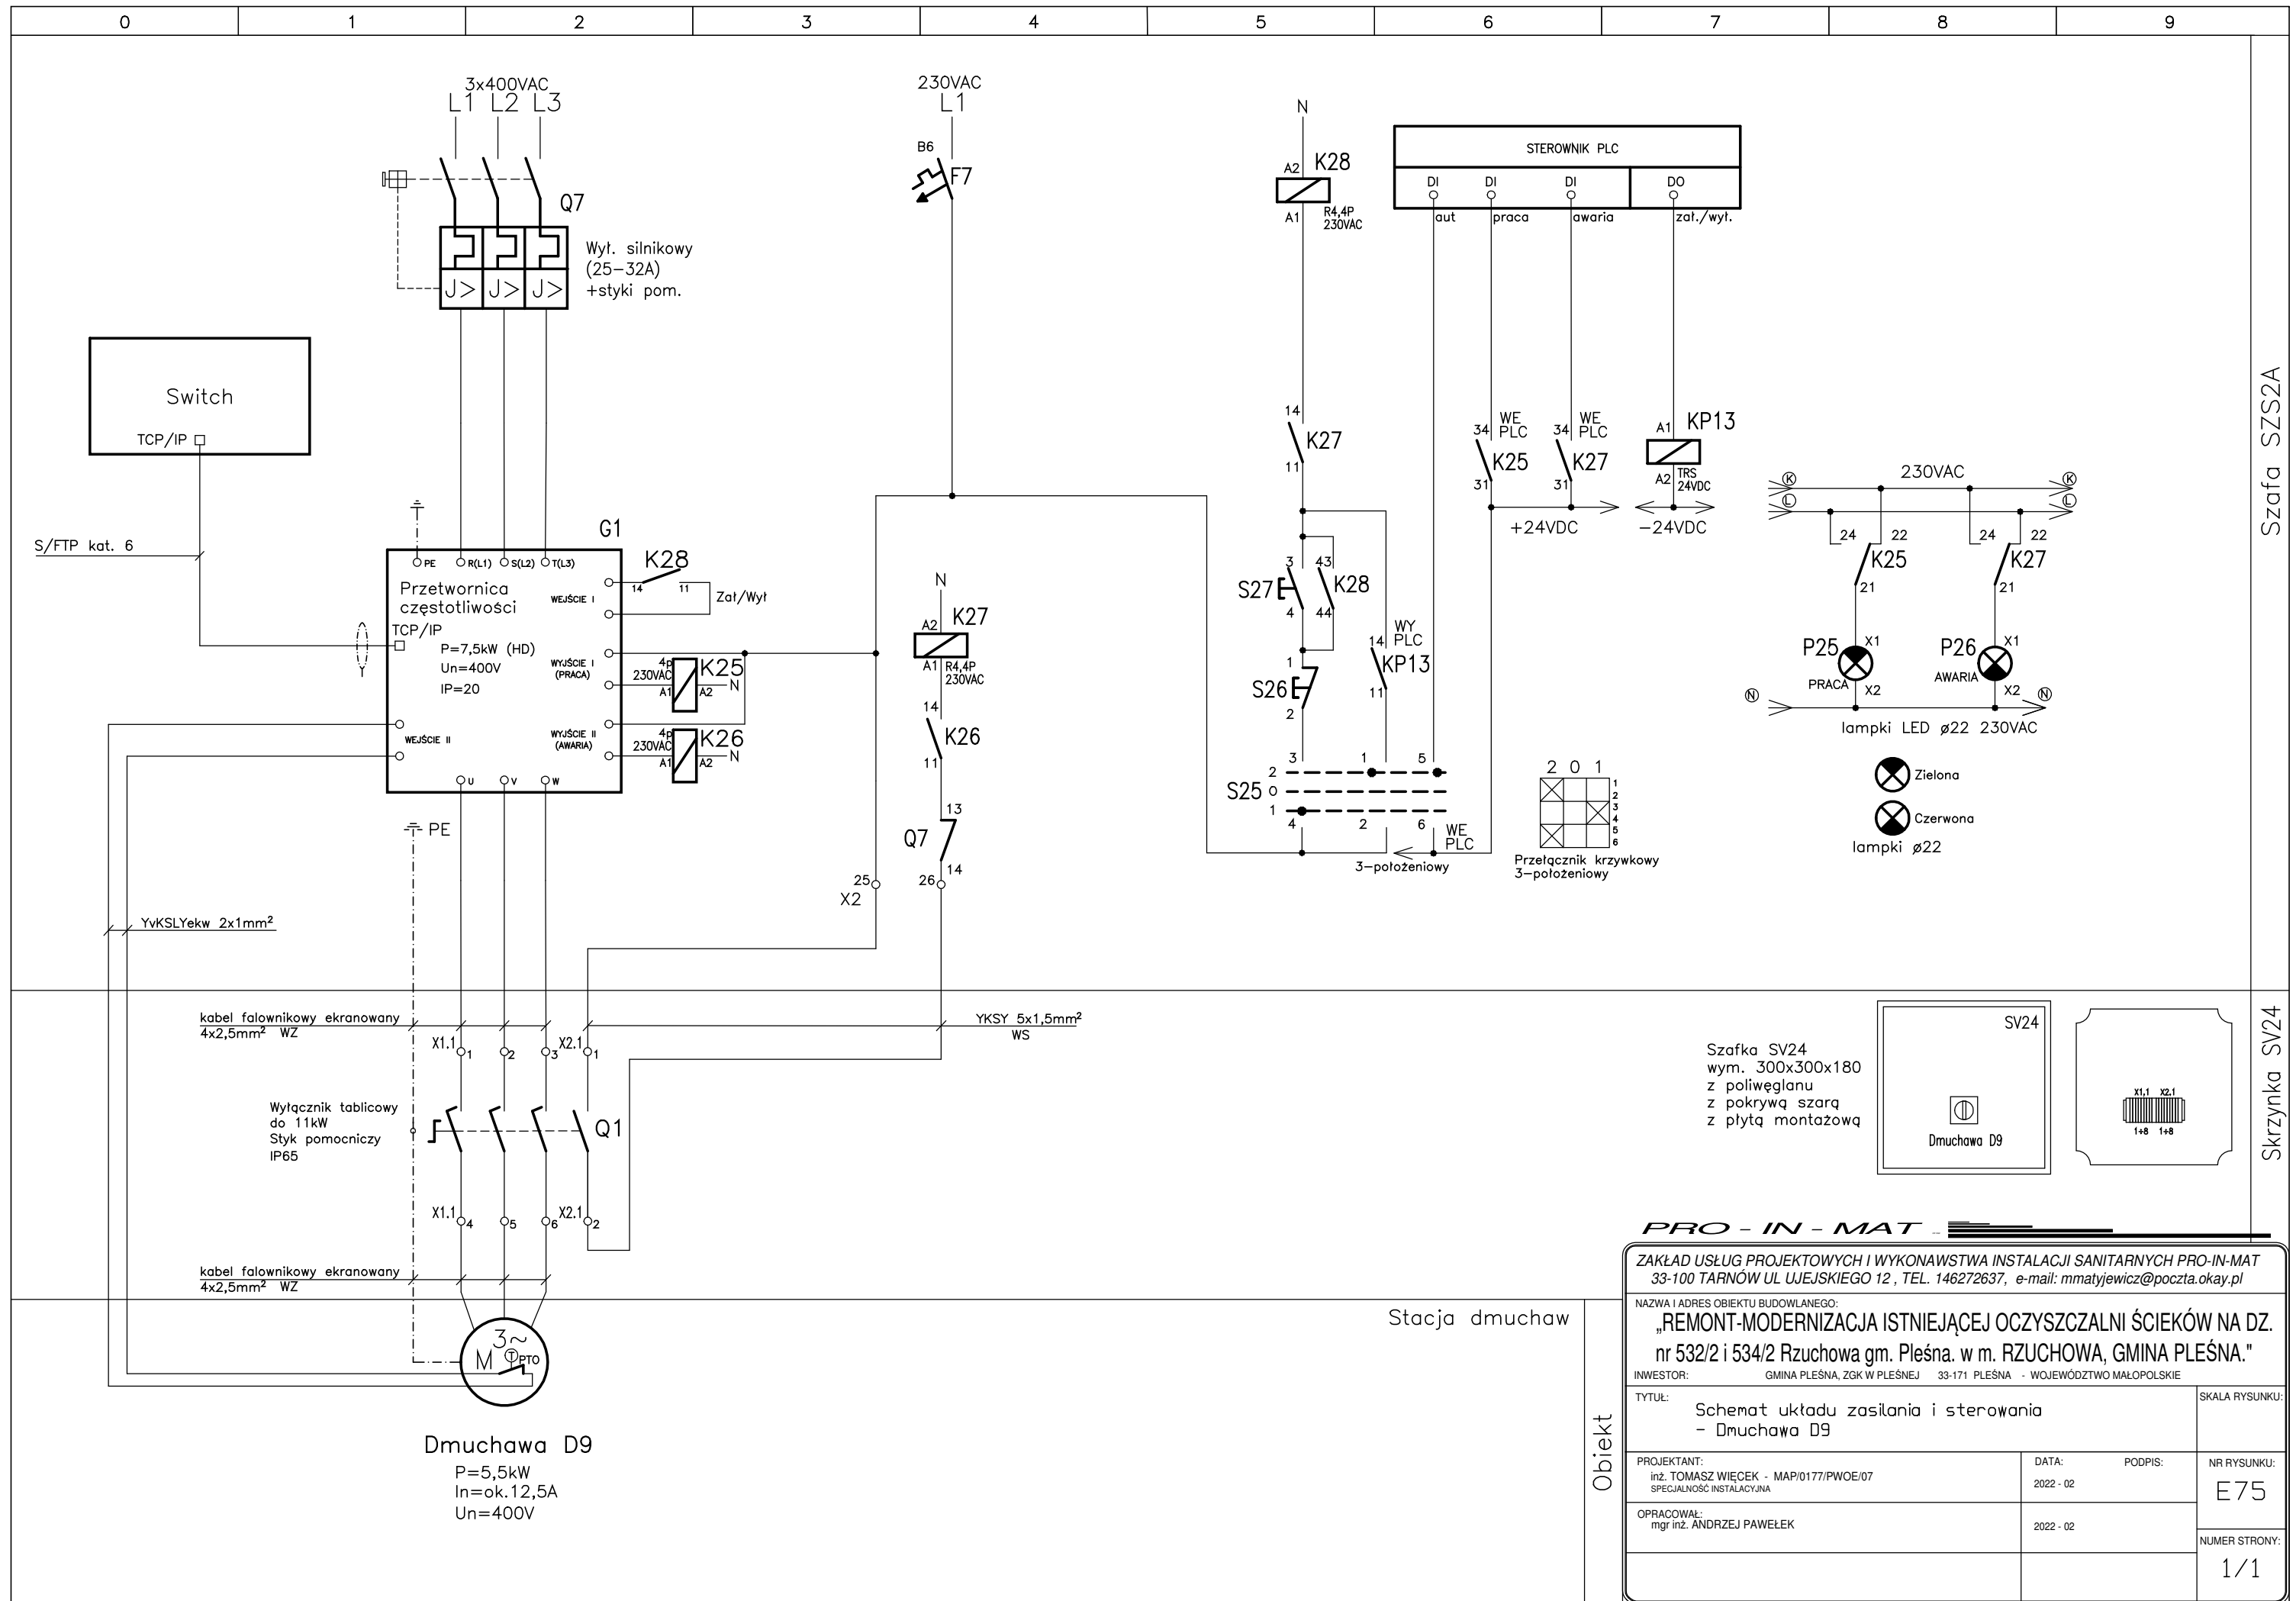 0 1 2 3 4 5 6 7 8 9
3x400VAC
L1 L2 L3
Q7
Wył. silnikowy
(25-32A)
+styki pom.
J> J> J>
Switch
TCP/IP
S/FTP kat. 6
G1
PE R(L1) S(L2) T(L3)
Przetwornica
częstotliwości
TCP/IP
P=7,5kW (HD)
Un=400V
IP=20
WEJŚCIE I
WYJŚCIE I
(PRACA)
WEJŚCIE II
WYJŚCIE II
(AWARIA)
U V W
Y
K28
14 11
Zał/Wył
4p
230VAC
K25
A1 A2 N
4p
230VAC
K26
A1 A2 N
PE
YvKSLYekw 2x1mm²
230VAC
L1
B6
F7
N
A2 K27
A1 R4,4P
230VAC
14
K26
11
13
Q7
14
25 26
X2
N
A2 K28
A1 R4,4P
230VAC
14
K27
11
3 43
S27 K28
4 44
1
S26
2
14 WY
PLC
KP13
11
3 1 5
2
S25 0
1
4 2 6
WE
PLC
3-położeniowy
STEROWNIK PLC
DI DI DI DO
aut praca awaria zał./wył.
34 WE
PLC
K25
31
34 WE
PLC
K27
31
+24VDC
A1 KP13
A2 TRS
24VDC
-24VDC
2 0 1
1
2
3
4
5
6
Przełącznik krzywkowy
3-położeniowy
230VAC
K K
L L
24 22 24 22
K25 K27
21 21
P25 X1 P26 X1
PRACA X2 AWARIA X2
N N
lampki LED ø22 230VAC
Zielona
Czerwona
lampki ø22
Szafa SZS2A
kabel falownikowy ekranowany
4x2,5mm² WZ
YKSY 5x1,5mm²
WS
X1.1 1 2 3 X2.1 1
Wyłącznik tablicowy
do 11kW
Styk pomocniczy
IP65
Q1
X1.1 4 5 6 X2.1 2
kabel falownikowy ekranowany
4x2,5mm² WZ
Szafka SV24
wym. 300x300x180
z poliwęglanu
z pokrywą szarą
z płytą montażową
SV24
Dmuchawa D9
X1.1 X2.1
1÷8 1÷8
Skrzynka SV24
Stacja dmuchaw
Obiekt
3~
M T PTO
Dmuchawa D9
P=5,5kW
In=ok.12,5A
Un=400V
PRO - IN - MAT
ZAKŁAD USŁUG PROJEKTOWYCH I WYKONAWSTWA INSTALACJI SANITARNYCH PRO-IN-MAT
33-100 TARNÓW UL UJEJSKIEGO 12 , TEL. 146272637, e-mail: mmatyjewicz@poczta.okay.pl
NAZWA I ADRES OBIEKTU BUDOWLANEGO:
„REMONT-MODERNIZACJA ISTNIEJĄCEJ OCZYSZCZALNI ŚCIEKÓW NA DZ.
nr 532/2 i 534/2 Rzuchowa gm. Pleśna. w m. RZUCHOWA, GMINA PLEŚNA."
INWESTOR: GMINA PLEŚNA, ZGK W PLEŚNEJ 33-171 PLEŚNA - WOJEWÓDZTWO MAŁOPOLSKIE
TYTUŁ:
Schemat układu zasilania i sterowania
- Dmuchawa D9
SKALA RYSUNKU:
PROJEKTANT:
inż. TOMASZ WIĘCEK - MAP/0177/PWOE/07
SPECJALNOŚĆ INSTALACYJNA
DATA: PODPIS:
2022 - 02
NR RYSUNKU:
E75
OPRACOWAŁ:
mgr inż. ANDRZEJ PAWEŁEK
2022 - 02
NUMER STRONY:
1/1